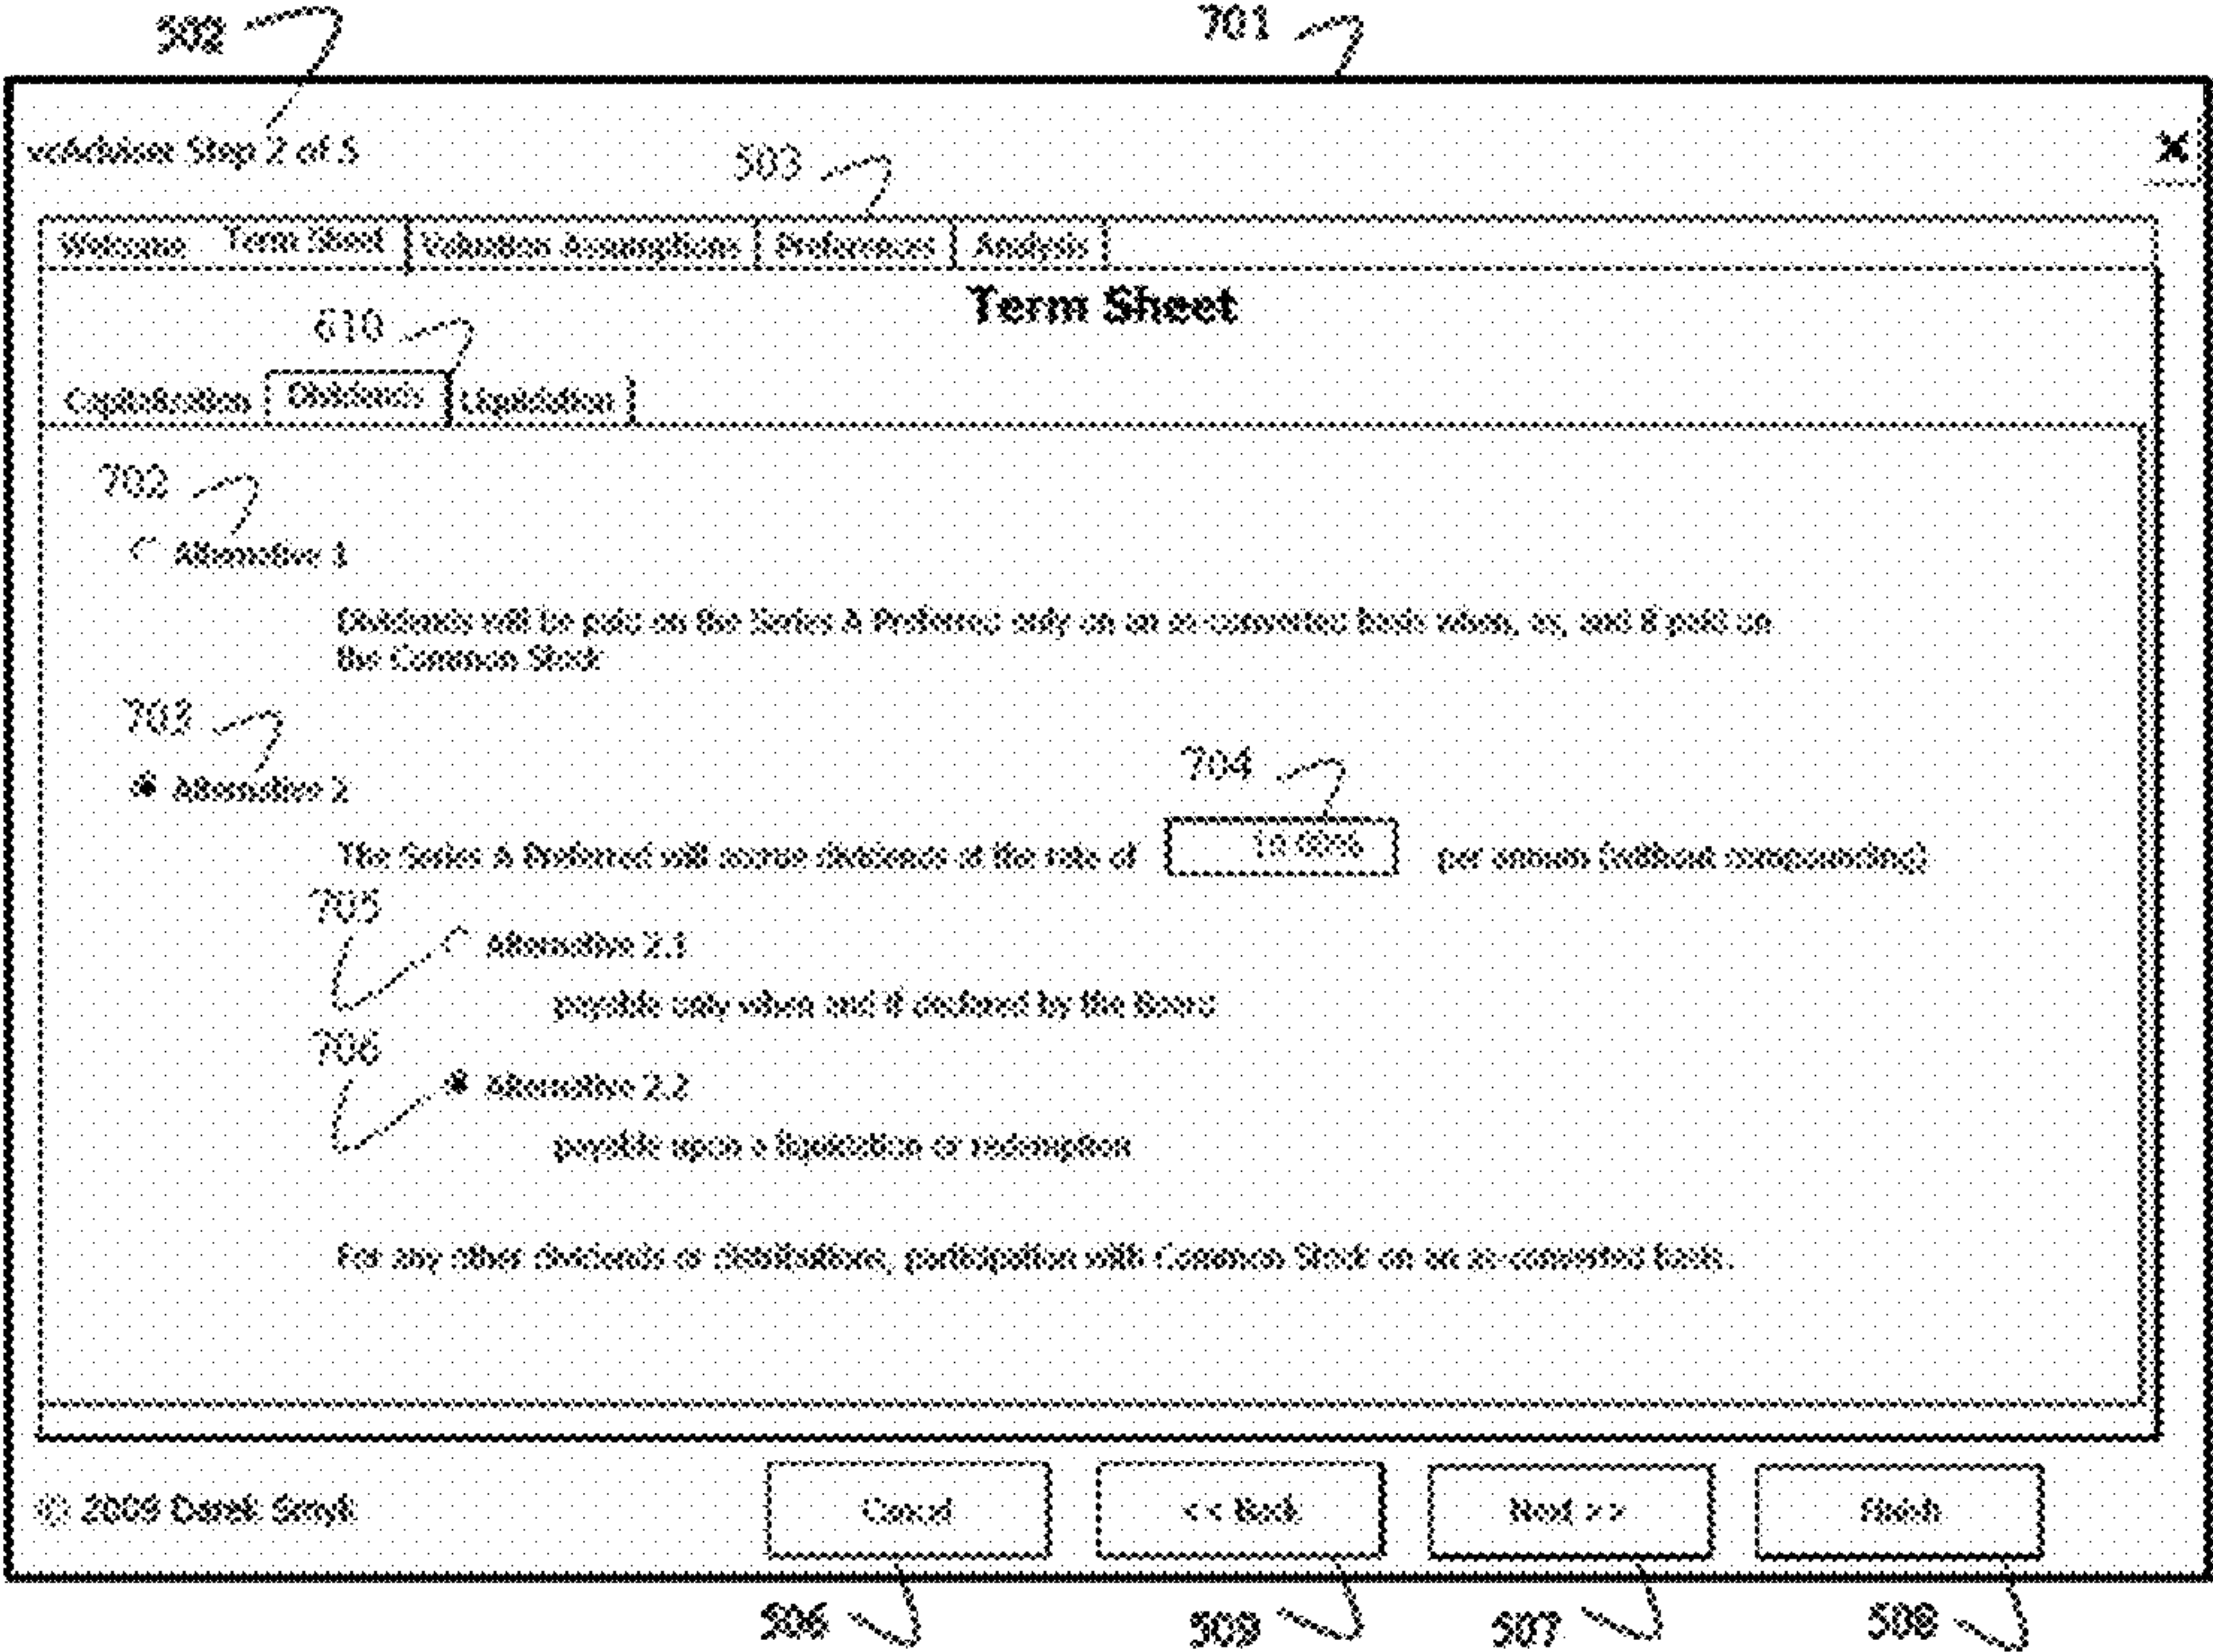 502
701
vcAdvisor Step 2 of 5
503
Welcome Term Sheet Valuation Assumptions Preferences Analysis
Term Sheet
610
Capitalization Dividends Liquidation
702
Alternative 1
Dividends will be paid on the Series A Preferred only on an as-converted basis when, as, and if paid on
the Common Stock
703
Alternative 2
704
The Series A Preferred will accrue dividends at the rate of per annum (without compounding)
705
Alternative 2.1
payable only when and if declared by the Board
706
Alternative 2.2
payable upon a liquidation or redemption
For any other dividends or distributions, participation with Common Stock on an as-converted basis.
© 2009 Darek Smyk
Cancel << Back Next >> Finish
506 509 507 508